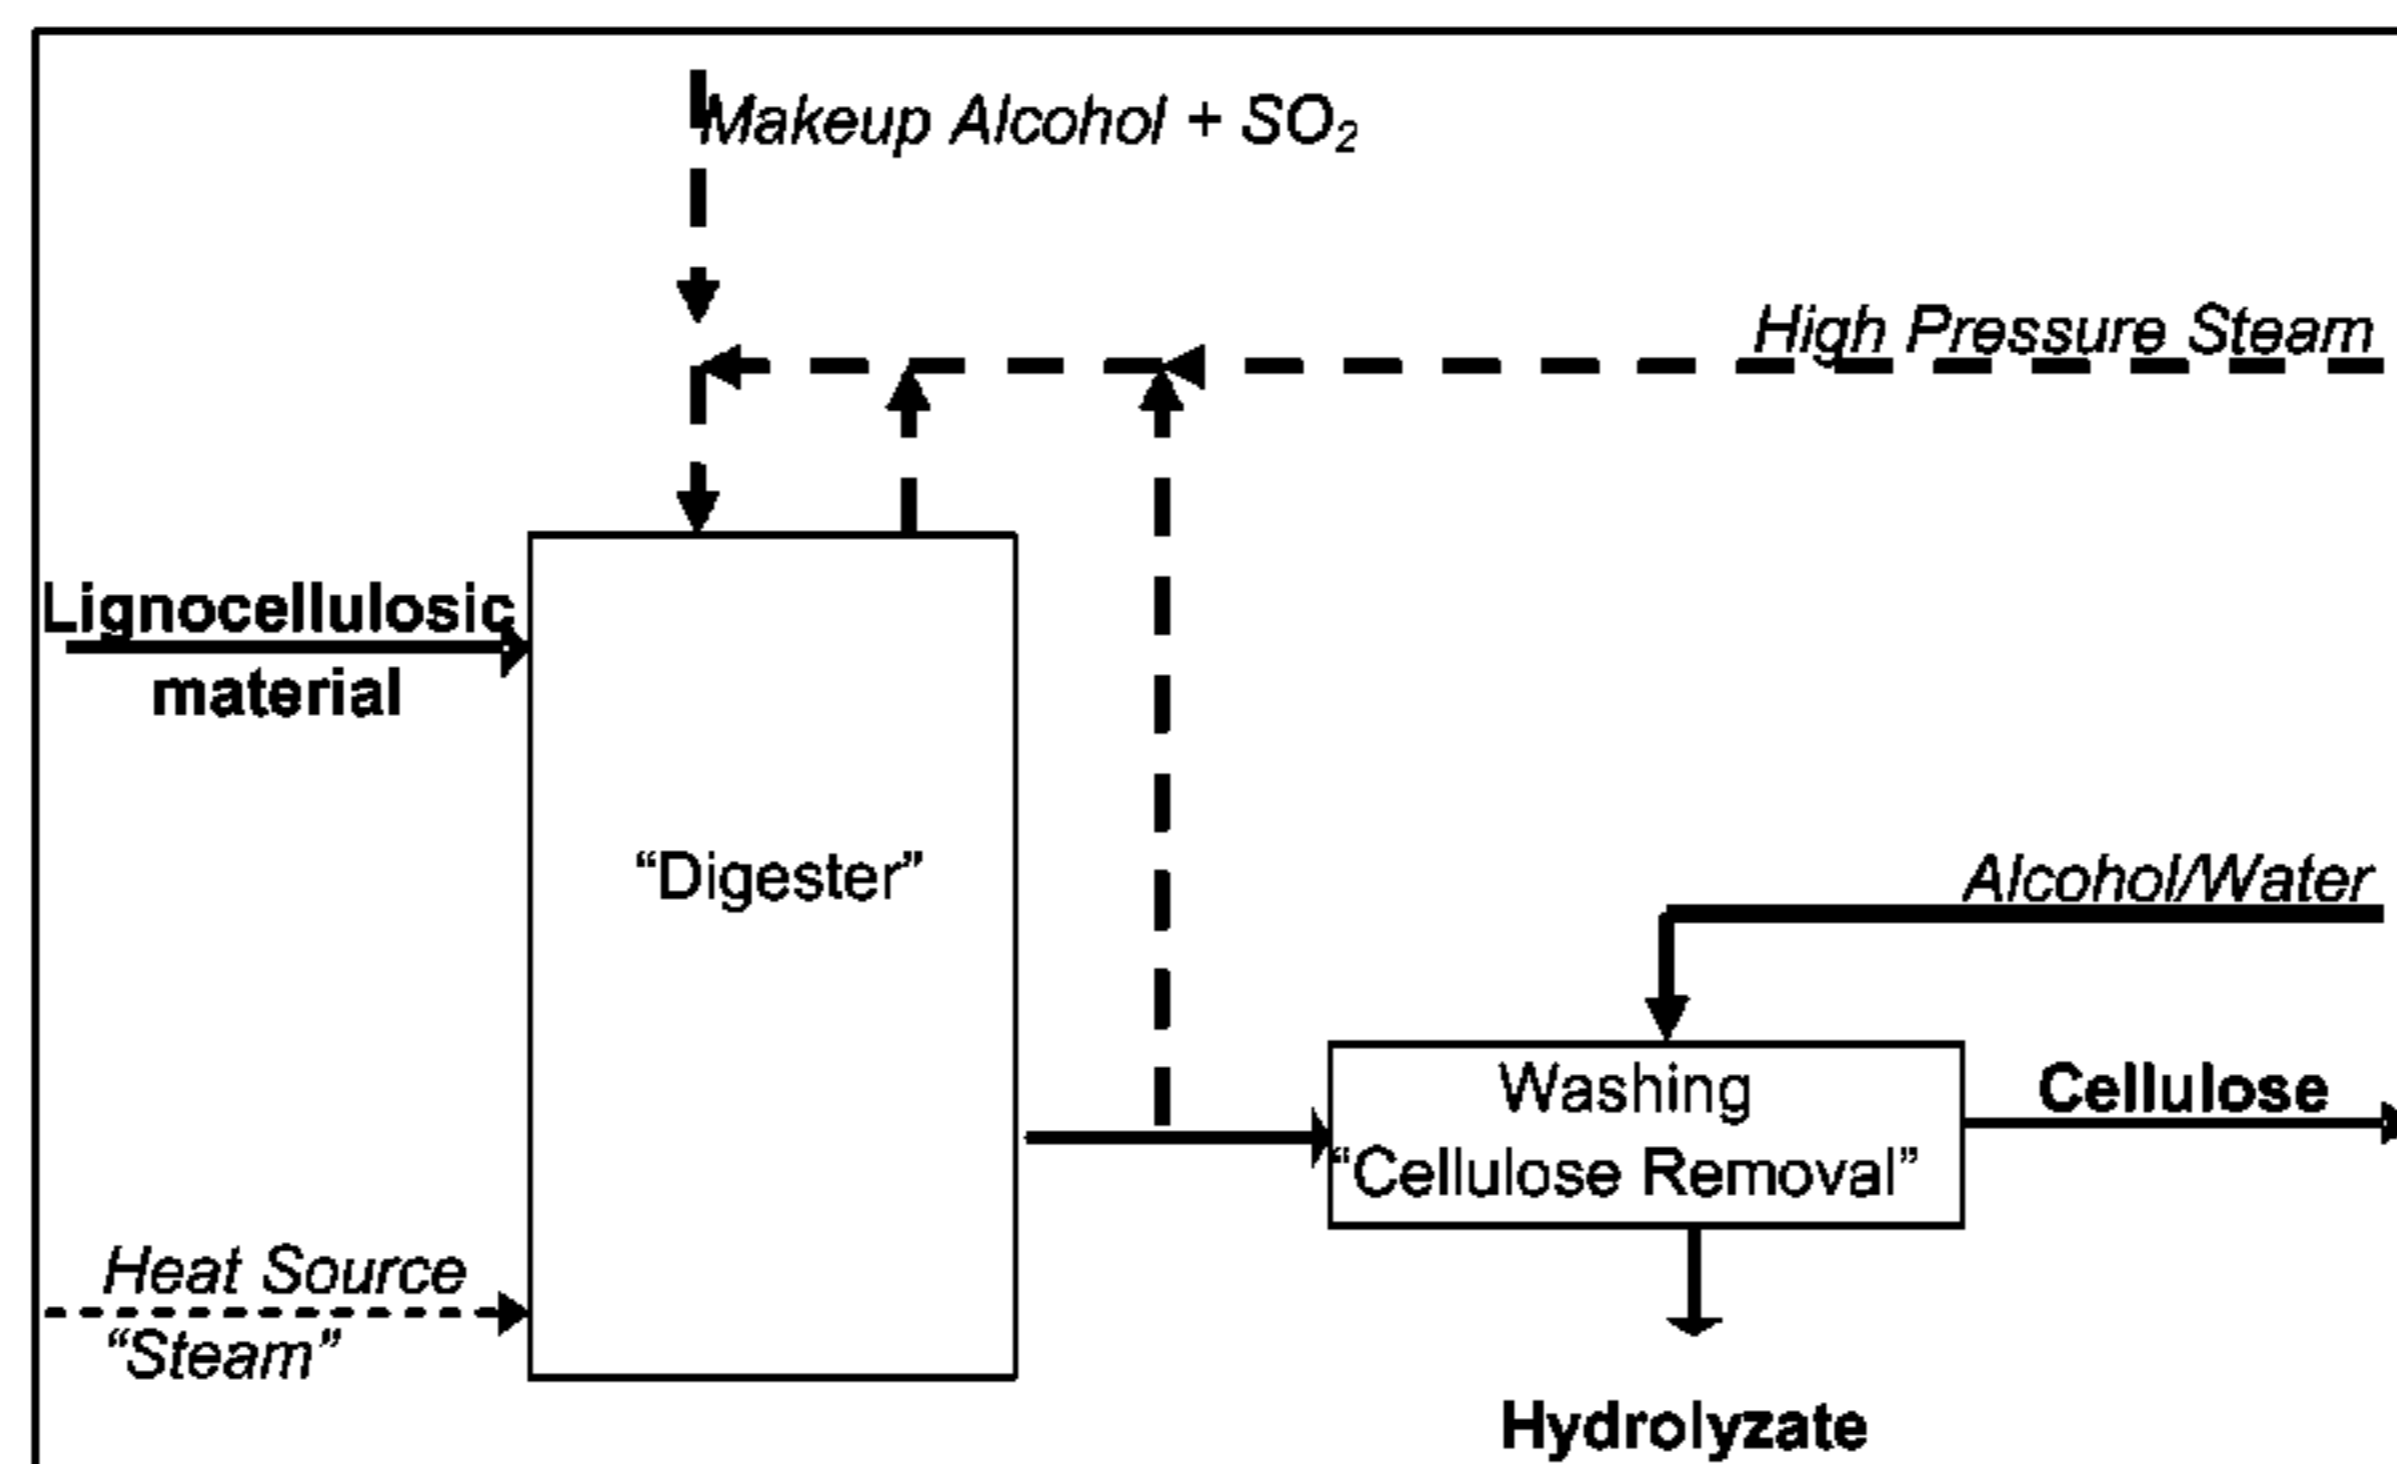 Makeup Alcohol + SO₂
High Pressure Steam
Lignocellulosic
material
“Digester”
Alcohol/Water
Washing
“Cellulose Removal”
Cellulose
Heat Source
“Steam”
Hydrolyzate